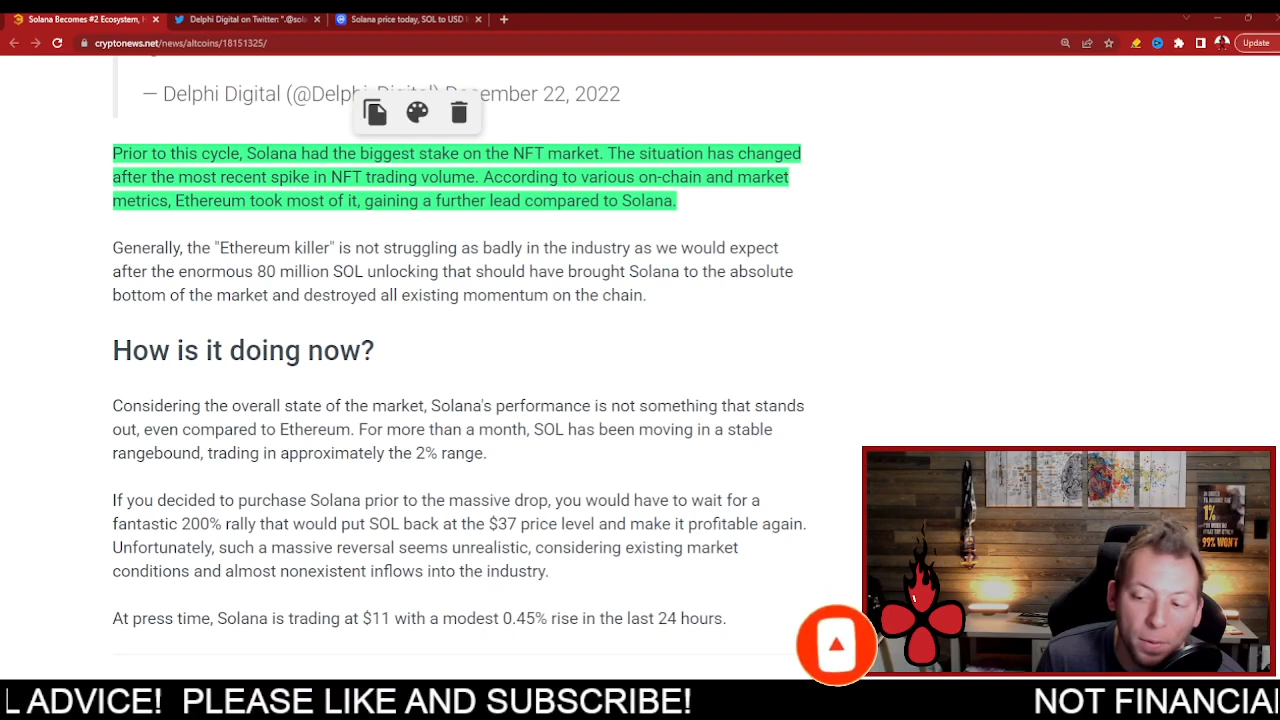 Solana Becomes #2 Ecosystem,
Delphi Digital on Twitter: ".@sola
Solana price today, SOL to USD l
cryptonews.net/news/altcoins/18151325/
Update
— Delphi Digital (@Delphi_Digital) December 22, 2022
Prior to this cycle, Solana had the biggest stake on the NFT market. The situation has changed
after the most recent spike in NFT trading volume. According to various on-chain and market
metrics, Ethereum took most of it, gaining a further lead compared to Solana.
Generally, the "Ethereum killer" is not struggling as badly in the industry as we would expect
after the enormous 80 million SOL unlocking that should have brought Solana to the absolute
bottom of the market and destroyed all existing momentum on the chain.
How is it doing now?
Considering the overall state of the market, Solana's performance is not something that stands
out, even compared to Ethereum. For more than a month, SOL has been moving in a stable
rangebound, trading in approximately the 2% range.
If you decided to purchase Solana prior to the massive drop, you would have to wait for a
fantastic 200% rally that would put SOL back at the $37 price level and make it profitable again.
Unfortunately, such a massive reversal seems unrealistic, considering existing market
conditions and almost nonexistent inflows into the industry.
At press time, Solana is trading at $11 with a modest 0.45% rise in the last 24 hours.
1%
99% WON'T
L ADVICE! PLEASE LIKE AND SUBSCRIBE!
NOT FINANCIAL